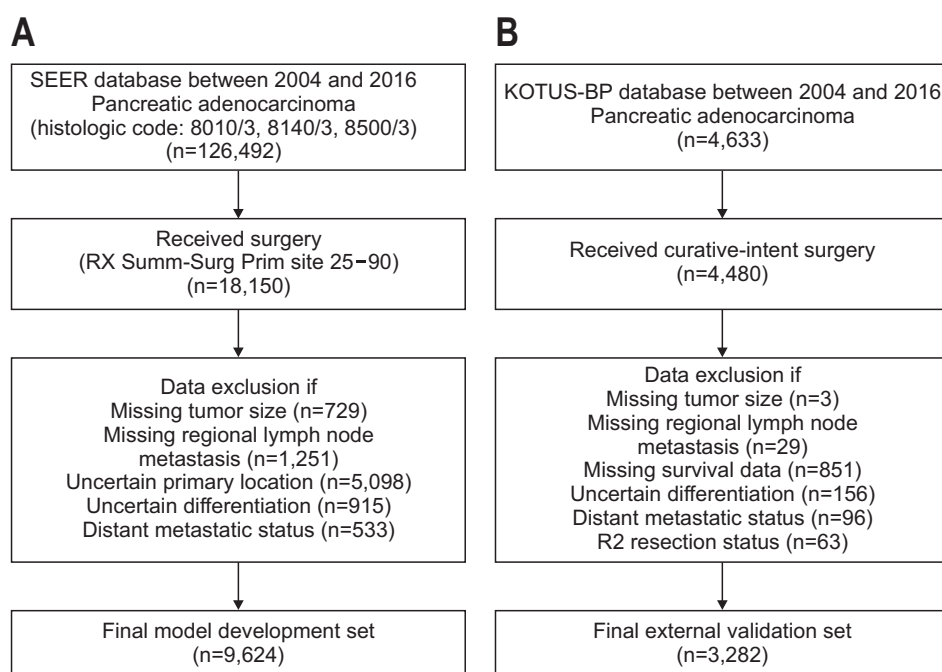 A
SEER database between 2004 and 2016
Pancreatic adenocarcinoma
(histologic code: 8010/3, 8140/3, 8500/3)
(n=126,492)
Received surgery
(RX Summ-Surg Prim site 25−90)
(n=18,150)
Data exclusion if
Missing tumor size (n=729)
Missing regional lymph node
metastasis (n=1,251)
Uncertain primary location (n=5,098)
Uncertain differentiation (n=915)
Distant metastatic status (n=533)
Final model development set
(n=9,624)
B
KOTUS-BP database between 2004 and 2016
Pancreatic adenocarcinoma
(n=4,633)
Received curative-intent surgery
(n=4,480)
Data exclusion if
Missing tumor size (n=3)
Missing regional lymph node
metastasis (n=29)
Missing survival data (n=851)
Uncertain differentiation (n=156)
Distant metastatic status (n=96)
R2 resection status (n=63)
Final external validation set
(n=3,282)